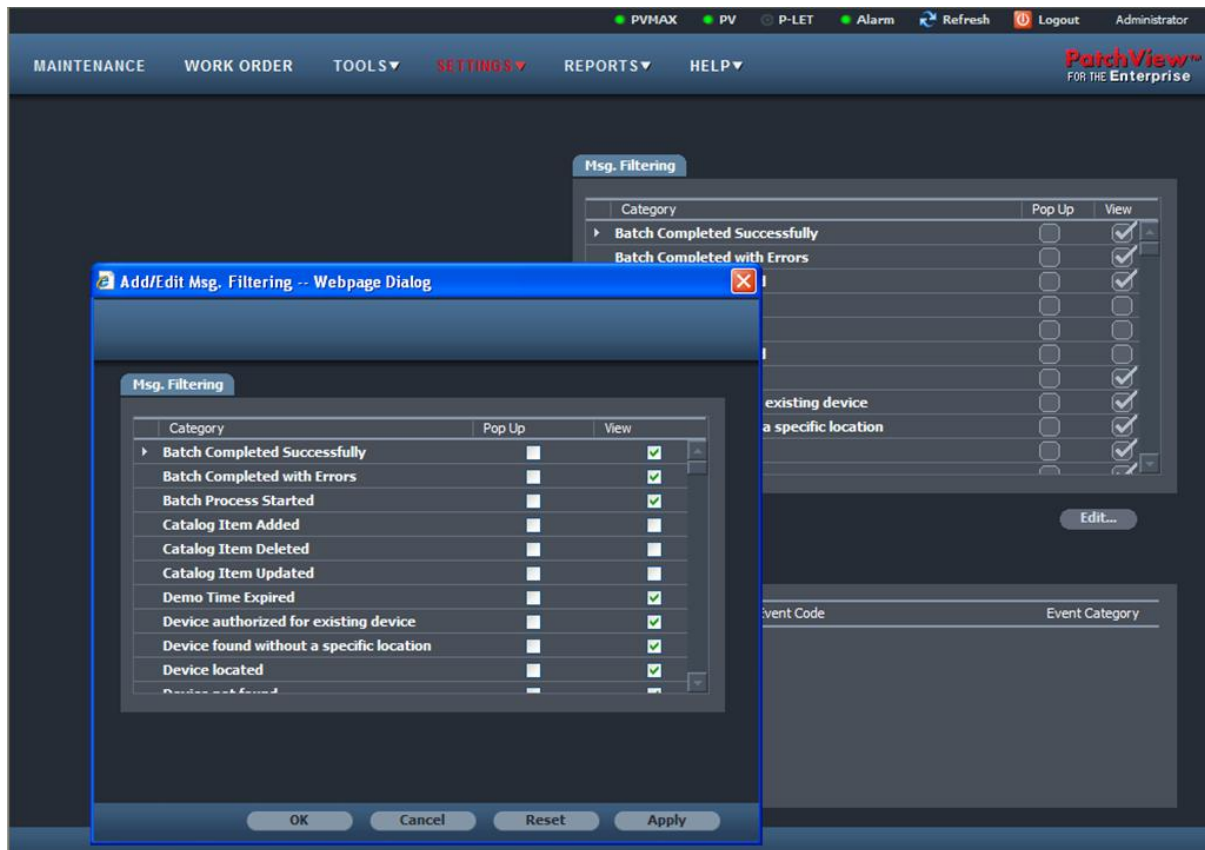 PVMAX PV P-LET Alarm Refresh Logout Administrator
MAINTENANCE WORK ORDER TOOLS▼ SETTINGS▼ REPORTS▼ HELP▼
PatchView™
FOR THE Enterprise
Msg. Filtering
Category Pop Up View
Batch Completed Successfully
Batch Completed with Errors
existing device
a specific location
Edit...
Event Code Event Category
Add/Edit Msg. Filtering -- Webpage Dialog
Msg. Filtering
Category Pop Up View
Batch Completed Successfully
Batch Completed with Errors
Batch Process Started
Catalog Item Added
Catalog Item Deleted
Catalog Item Updated
Demo Time Expired
Device authorized for existing device
Device found without a specific location
Device located
Device not found
OK Cancel Reset Apply